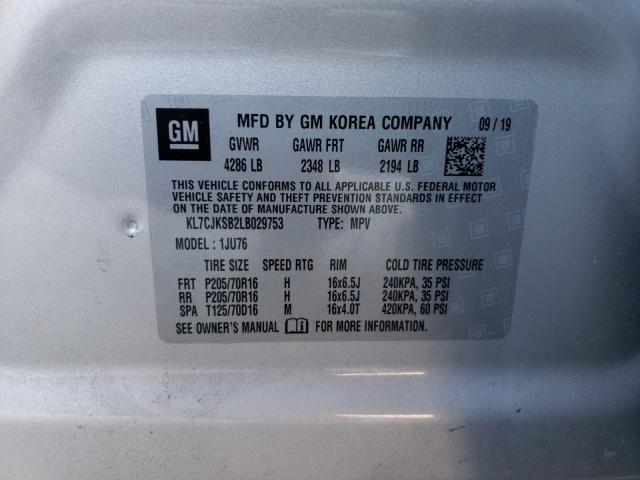 GM MFD BY GM KOREA COMPANY 09 / 19
GVWR GAWR FRT GAWR RR
4286 LB 2348 LB 2194 LB
THIS VEHICLE CONFORMS TO ALL APPLICABLE U.S. FEDERAL MOTOR
VEHICLE SAFETY AND THEFT PREVENTION STANDARDS IN EFFECT
ON THE DATE OF MANUFACTURE SHOWN ABOVE.
KL7CJKSB2LB029753 TYPE: MPV
MODEL : 1JU76
TIRE SIZE SPEED RTG RIM COLD TIRE PRESSURE
FRT P205/70R16 H 16x6.5J 240KPA, 35 PSI
RR P205/70R16 H 16x6.5J 240KPA, 35 PSI
SPA T125/70D16 M 16x4.0T 420KPA, 60 PSI
SEE OWNER'S MANUAL FOR MORE INFORMATION.